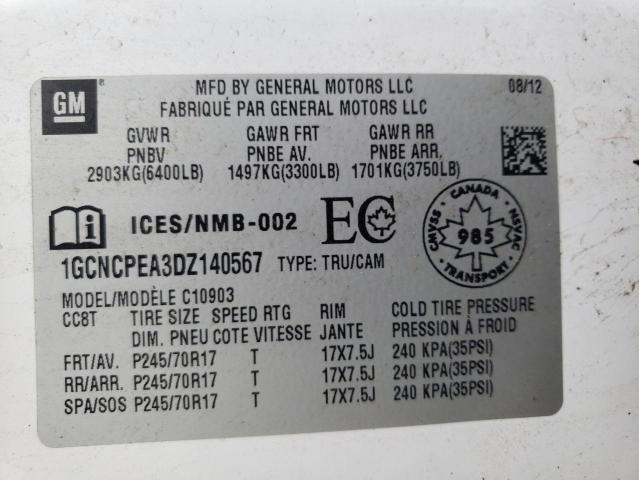 GM
®
MFD BY GENERAL MOTORS LLC 08/12
FABRIQUÉ PAR GENERAL MOTORS LLC
GVWR GAWR FRT GAWR RR
PNBV PNBE AV. PNBE ARR.
2903KG(6400LB) 1497KG(3300LB) 1701KG(3750LB)
i ICES/NMB-002 EC
CANADA
CMVSS NSVAC
985
TRANSPORT
1GCNCPEA3DZ140567 TYPE: TRU/CAM
MODEL/MODÈLE C10903
CC8T TIRE SIZE SPEED RTG RIM COLD TIRE PRESSURE
DIM. PNEU COTE VITESSE JANTE PRESSION À FROID
FRT/AV. P245/70R17 T 17X7.5J 240 KPA(35PSI)
RR/ARR. P245/70R17 T 17X7.5J 240 KPA(35PSI)
SPA/SOS P245/70R17 T 17X7.5J 240 KPA(35PSI)